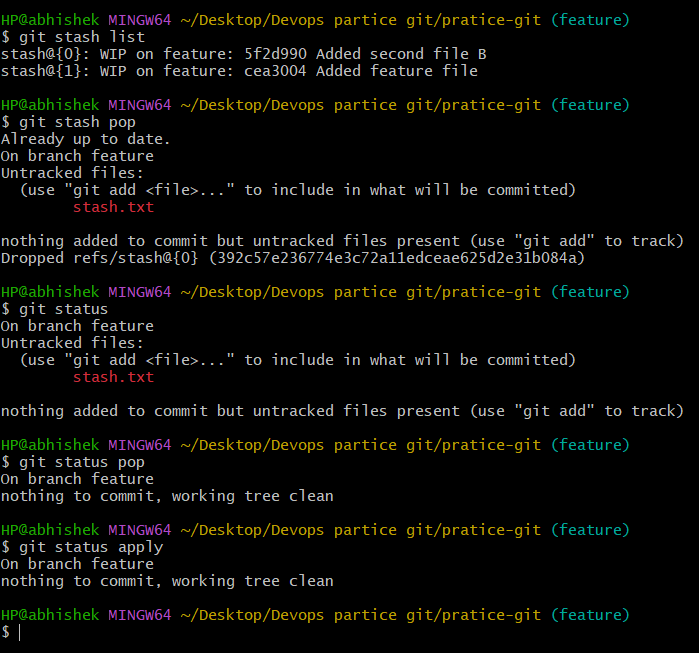 HP@abhishek MINGW64 ~/Desktop/Devops partice git/pratice-git (feature)
$ git stash list
stash@{0}: WIP on feature: 5f2d990 Added second file B
stash@{1}: WIP on feature: cea3004 Added feature file
HP@abhishek MINGW64 ~/Desktop/Devops partice git/pratice-git (feature)
$ git stash pop
Already up to date.
On branch feature
Untracked files:
(use "git add <file>..." to include in what will be committed)
stash.txt
nothing added to commit but untracked files present (use "git add" to track)
Dropped refs/stash@{0} (392c57e236774e3c72a11edceae625d2e31b084a)
HP@abhishek MINGW64 ~/Desktop/Devops partice git/pratice-git (feature)
$ git status
On branch feature
Untracked files:
(use "git add <file>..." to include in what will be committed)
stash.txt
nothing added to commit but untracked files present (use "git add" to track)
HP@abhishek MINGW64 ~/Desktop/Devops partice git/pratice-git (feature)
$ git status pop
On branch feature
nothing to commit, working tree clean
HP@abhishek MINGW64 ~/Desktop/Devops partice git/pratice-git (feature)
$ git status apply
On branch feature
nothing to commit, working tree clean
HP@abhishek MINGW64 ~/Desktop/Devops partice git/pratice-git (feature)
$